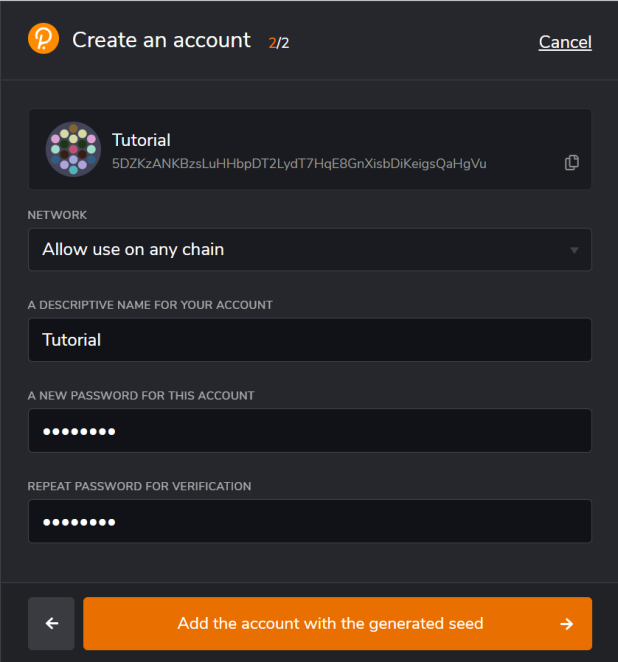 Create an account 2/2 Cancel
Tutorial
5DZKzANKBzsLuHHbpDT2LydT7HqE8GnXisbDiKeigsQaHgVu
NETWORK
Allow use on any chain
A DESCRIPTIVE NAME FOR YOUR ACCOUNT
Tutorial
A NEW PASSWORD FOR THIS ACCOUNT
••••••••
REPEAT PASSWORD FOR VERIFICATION
••••••••
Add the account with the generated seed